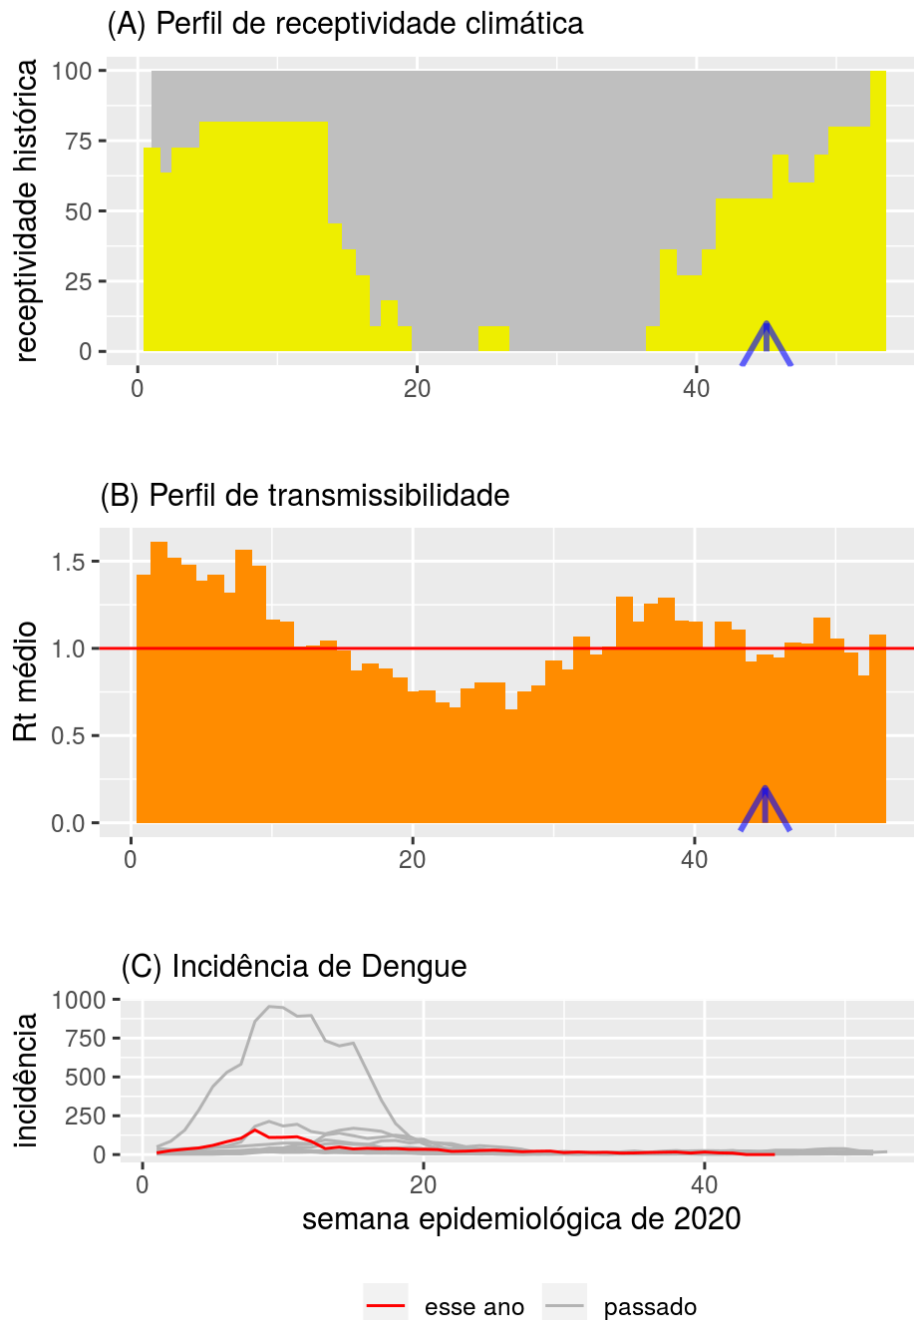 (A) Perfil de receptividade climática
receptividade histórica
100
75
50
25
0
0 20 40
(B) Perfil de transmissibilidade
Rt médio
1.5
1.0
0.5
0.0
0 20 40
(C) Incidência de Dengue
incidência
1000
750
500
250
0
0 20 40
semana epidemiológica de 2020
esse ano passado